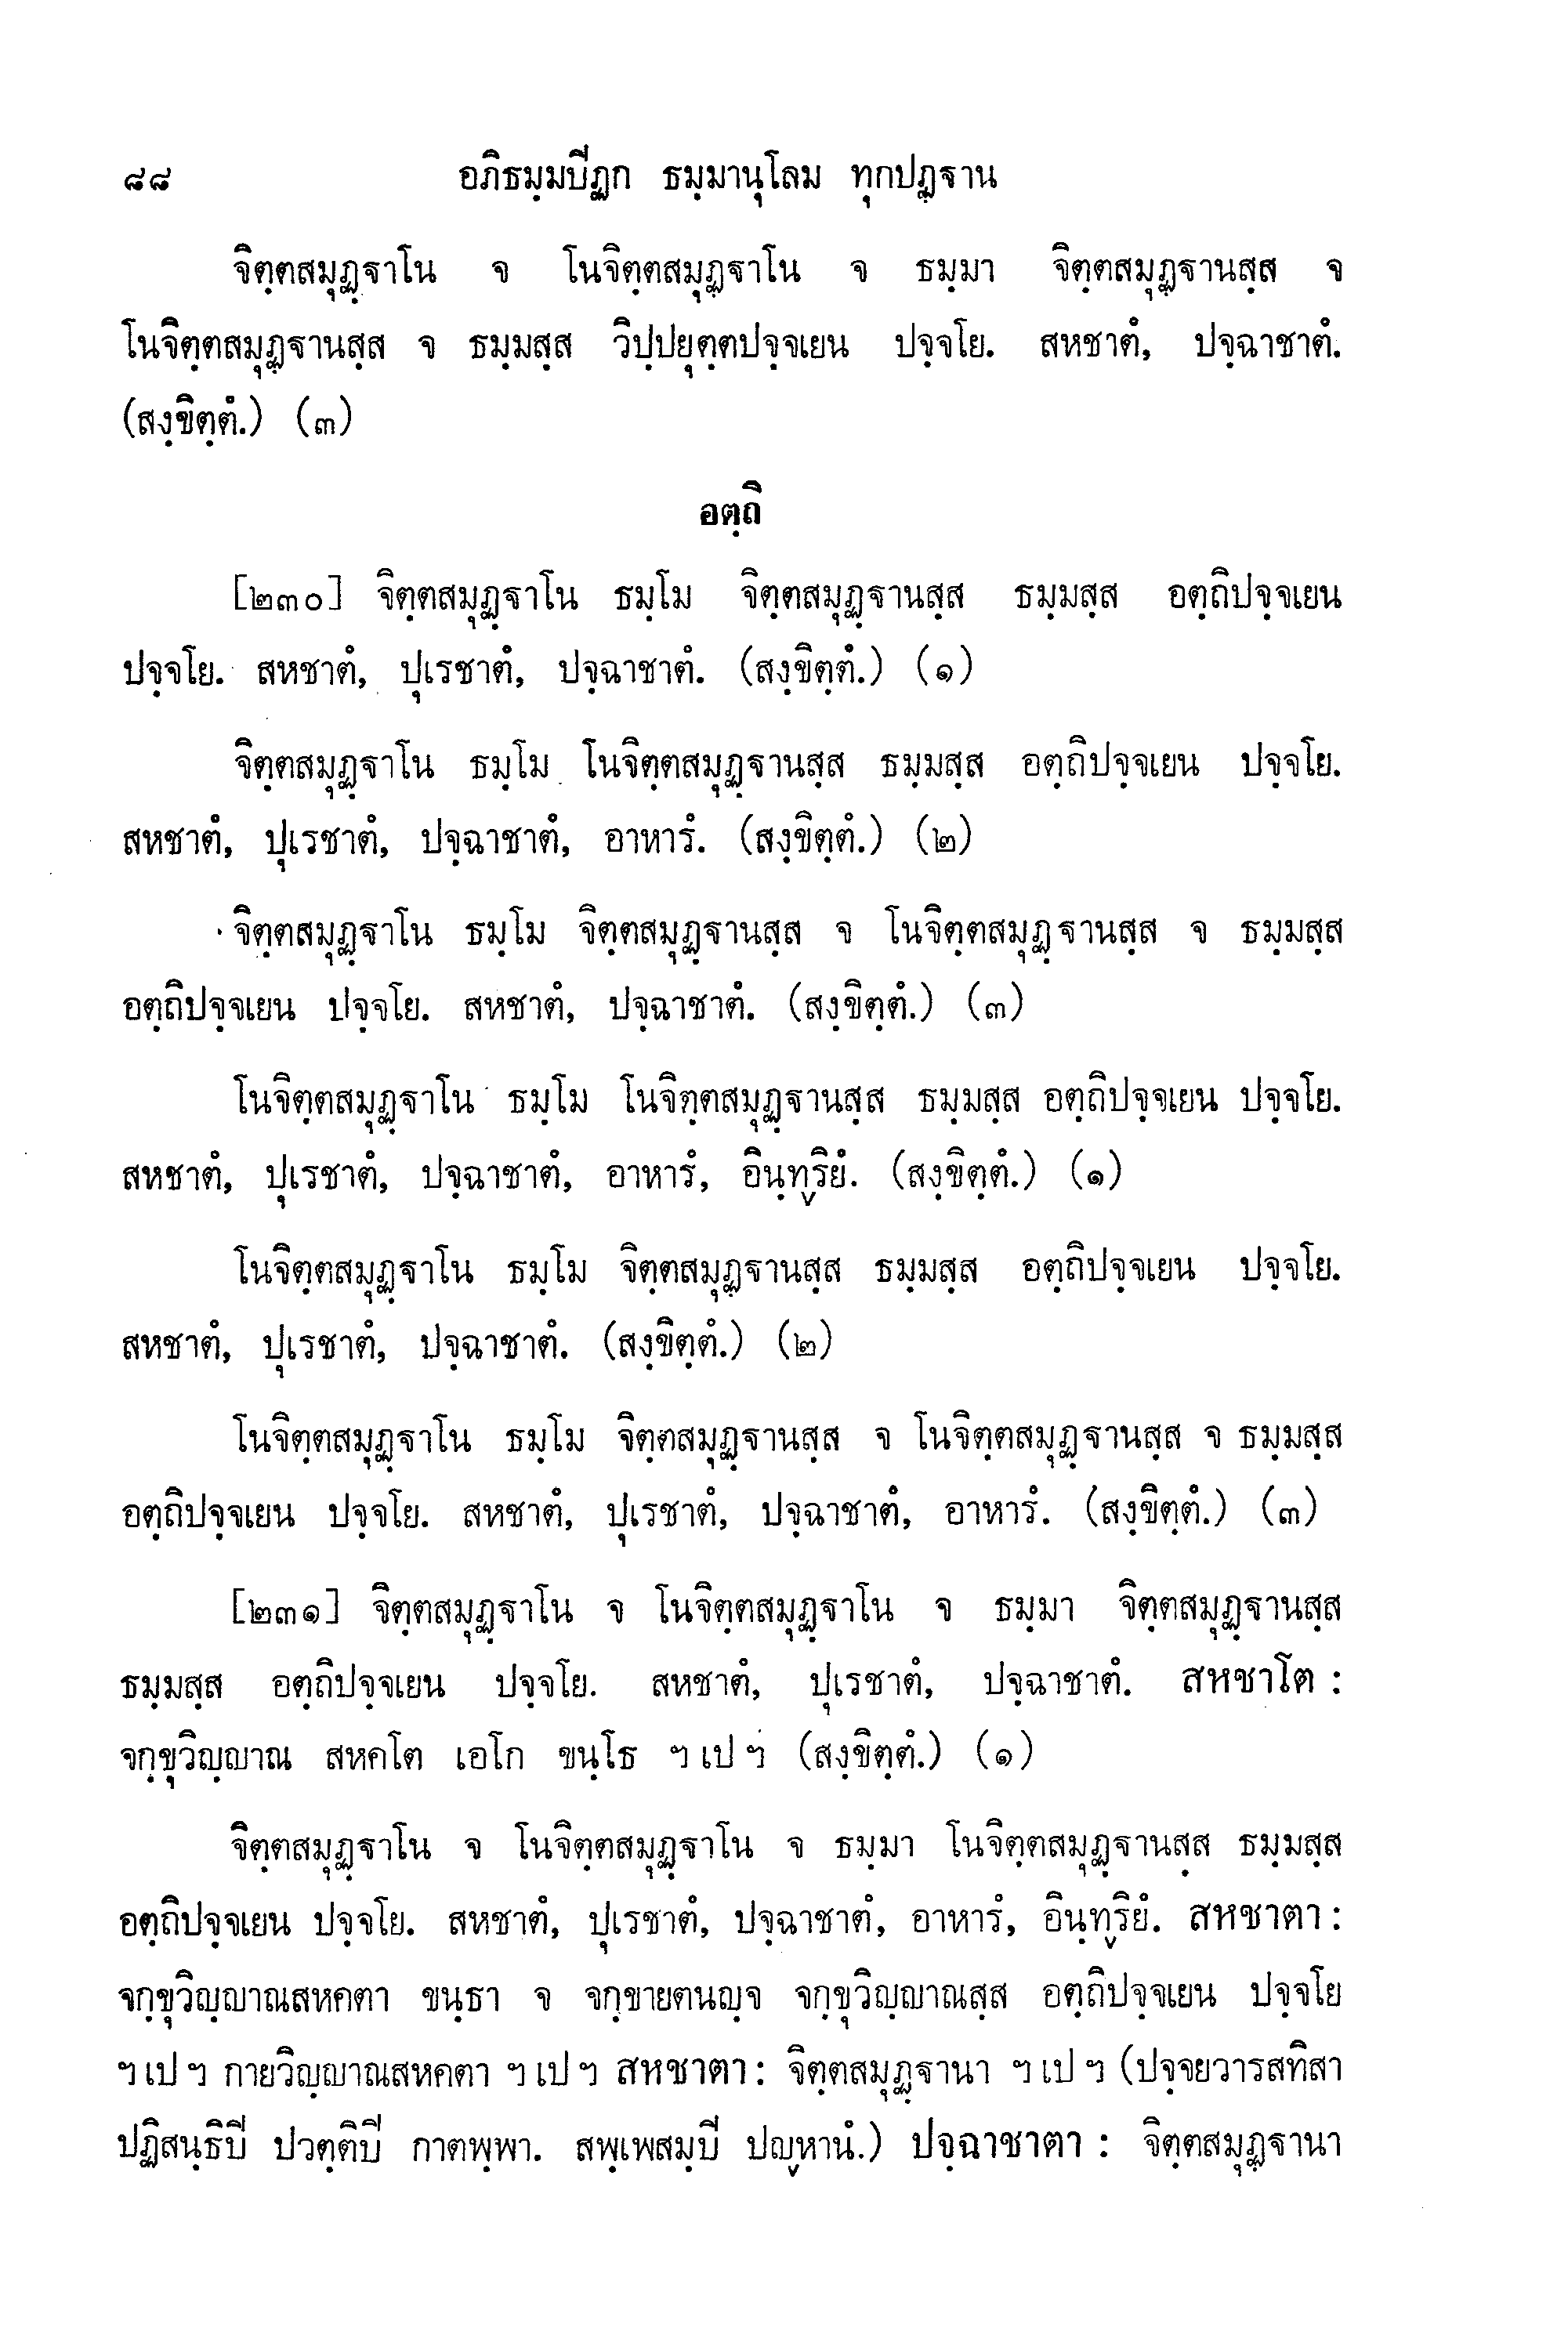 ๘๘ อภิธมฺมปีฏก ธมฺมานุโลม ทุกปฏฺฐาน
จิตฺตสมุฏฺฐาโน จ โนจิตฺตสมุฏฺฐาโน จ ธมฺมา จิตฺตสมุฏฺฐานสฺส จ
โนจิตฺตสมุฏฺฐานสฺส จ ธมฺมสฺส วิปฺปยุตฺตปจฺจเยน ปจฺจโย. สหชาตํ, ปจฺฉาชาตํ.
(สงฺขิตฺตํ.) (๓)
อตฺถิ
[๒๓๐] จิตฺตสมุฏฺฐาโน ธมฺโม จิตฺตสมุฏฺฐานสฺส ธมฺมสฺส อตฺถิปจฺจเยน
ปจฺจโย. สหชาตํ, ปุเรชาตํ, ปจฺฉาชาตํ. (สงฺขิตฺตํ.) (๑)
จิตฺตสมุฏฺฐาโน ธมฺโม โนจิตฺตสมุฏฺฐานสฺส ธมฺมสฺส อตฺถิปจฺจเยน ปจฺจโย.
สหชาตํ, ปุเรชาตํ, ปจฺฉาชาตํ, อาหารํ. (สงฺขิตฺตํ.) (๒)
จิตฺตสมุฏฺฐาโน ธมฺโม จิตฺตสมุฏฺฐานสฺส จ โนจิตฺตสมุฏฺฐานสฺส จ ธมฺมสฺส
อตฺถิปจฺจเยน ปจฺจโย. สหชาตํ, ปจฺฉาชาตํ. (สงฺขิตฺตํ.) (๓)
โนจิตฺตสมุฏฺฐาโน ธมฺโม โนจิตฺตสมุฏฺฐานสฺส ธมฺมสฺส อตฺถิปจฺจเยน ปจฺจโย.
สหชาตํ, ปุเรชาตํ, ปจฺฉาชาตํ, อาหารํ, อินฺทฺริยํ. (สงฺขิตฺตํ.) (๑)
โนจิตฺตสมุฏฺฐาโน ธมฺโม จิตฺตสมุฏฺฐานสฺส ธมฺมสฺส อตฺถิปจฺจเยน ปจฺจโย.
สหชาตํ, ปุเรชาตํ, ปจฺฉาชาตํ. (สงฺขิตฺตํ.) (๒)
โนจิตฺตสมุฏฺฐาโน ธมฺโม จิตฺตสมุฏฺฐานสฺส จ โนจิตฺตสมุฏฺฐานสฺส จ ธมฺมสฺส
อตฺถิปจฺจเยน ปจฺจโย. สหชาตํ, ปุเรชาตํ, ปจฺฉาชาตํ, อาหารํ. (สงฺขิตฺตํ.) (๓)
[๒๓๑] จิตฺตสมุฏฺฐาโน จ โนจิตฺตสมุฏฺฐาโน จ ธมฺมา จิตฺตสมุฏฺฐานสฺส
ธมฺมสฺส อตฺถิปจฺจเยน ปจฺจโย. สหชาตํ, ปุเรชาตํ, ปจฺฉาชาตํ. สหชาโต :
จกฺขุวิญฺญาณ สหคโต เอโก ขนฺโธ ฯ เป ฯ (สงฺขิตฺตํ.) (๑)
จิตฺตสมุฏฺฐาโน จ โนจิตฺตสมุฏฺฐาโน จ ธมฺมา โนจิตฺตสมุฏฺฐานสฺส ธมฺมสฺส
อตฺถิปจฺจเยน ปจฺจโย. สหชาตํ, ปุเรชาตํ, ปจฺฉาชาตํ, อาหารํ, อินฺทฺริยํ. สหชาตา :
จกฺขุวิญฺญาณสหคตา ขนฺธา จ จกฺขายตนญฺจ จกฺขุวิญฺญาณสฺส อตฺถิปจฺจเยน ปจฺจโย
ฯ เป ฯ กายวิญฺญาณสหคตา ฯ เป ฯ สหชาตา : จิตฺตสมุฏฺฐานา ฯ เป ฯ (ปจฺจยวารสทิสา
ปฏิสนฺธิปี ปวตฺติปี กาตพฺพา. สพฺเพสมฺปี ปญฺหานํ.) ปจฺฉาชาตา : จิตฺตสมุฏฺฐานา